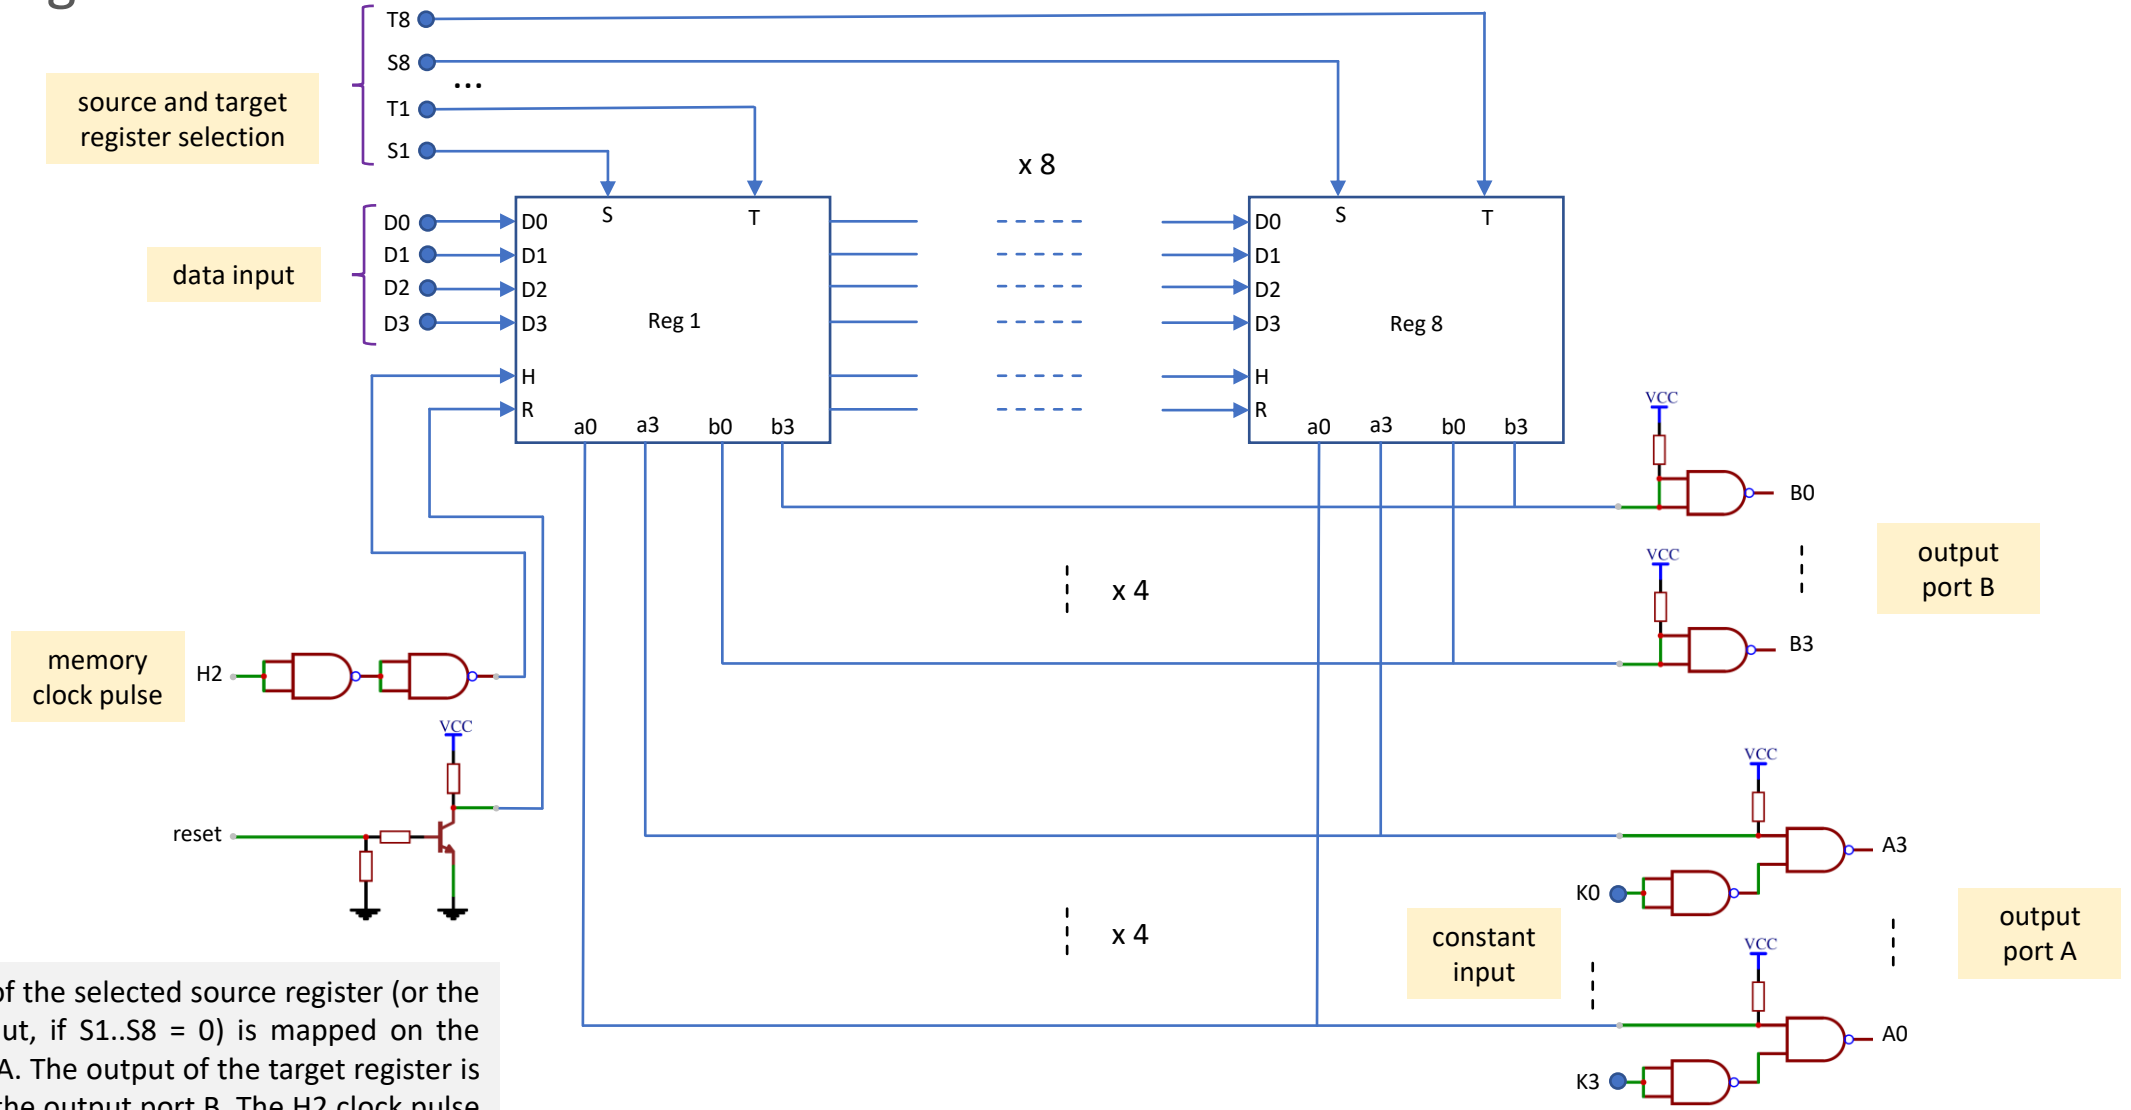 T8
S8
...
T1
S1
source and target
register selection
x 8
D0
D1
D2
D3
data input
D0
D1
D2
D3
H
R
S
T
Reg 1
a0
a3
b0
b3
D0
D1
D2
D3
H
R
S
T
Reg 8
a0
a3
b0
b3
VCC
B0
output
port B
VCC
B3
x 4
memory
clock pulse
H2
VCC
reset
VCC
A3
K0
x 4
constant
input
output
port A
VCC
A0
K3
of the selected source register (or the
ut, if S1..S8 = 0) is mapped on the
A. The output of the target register is
the output port B. The H2 clock pulse